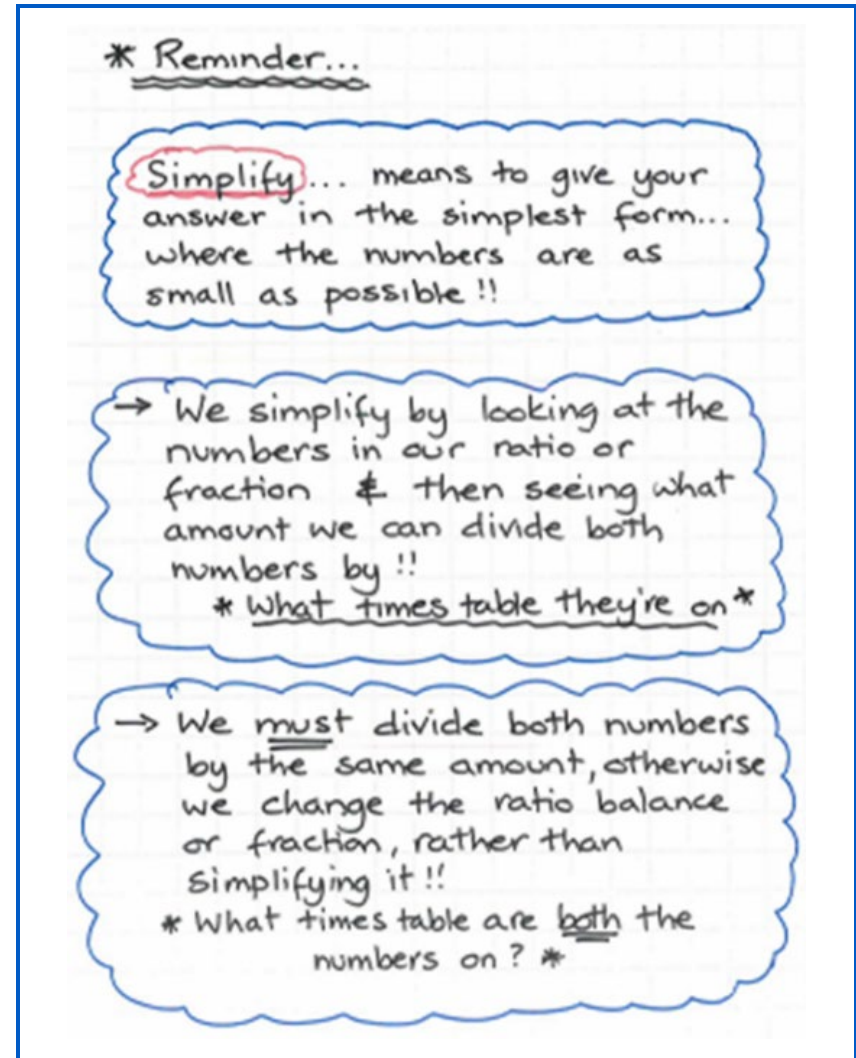 * Reminder...
Simplify... means to give your
answer in the simplest form...
where the numbers are as
small as possible!!
→ We simplify by looking at the
numbers in our ratio or
fraction & then seeing what
amount we can divide both
numbers by!!
* What times table they're on *
→ We must divide both numbers
by the same amount, otherwise
we change the ratio balance
or fraction, rather than
simplifying it!!
* What times table are both the
numbers on? *